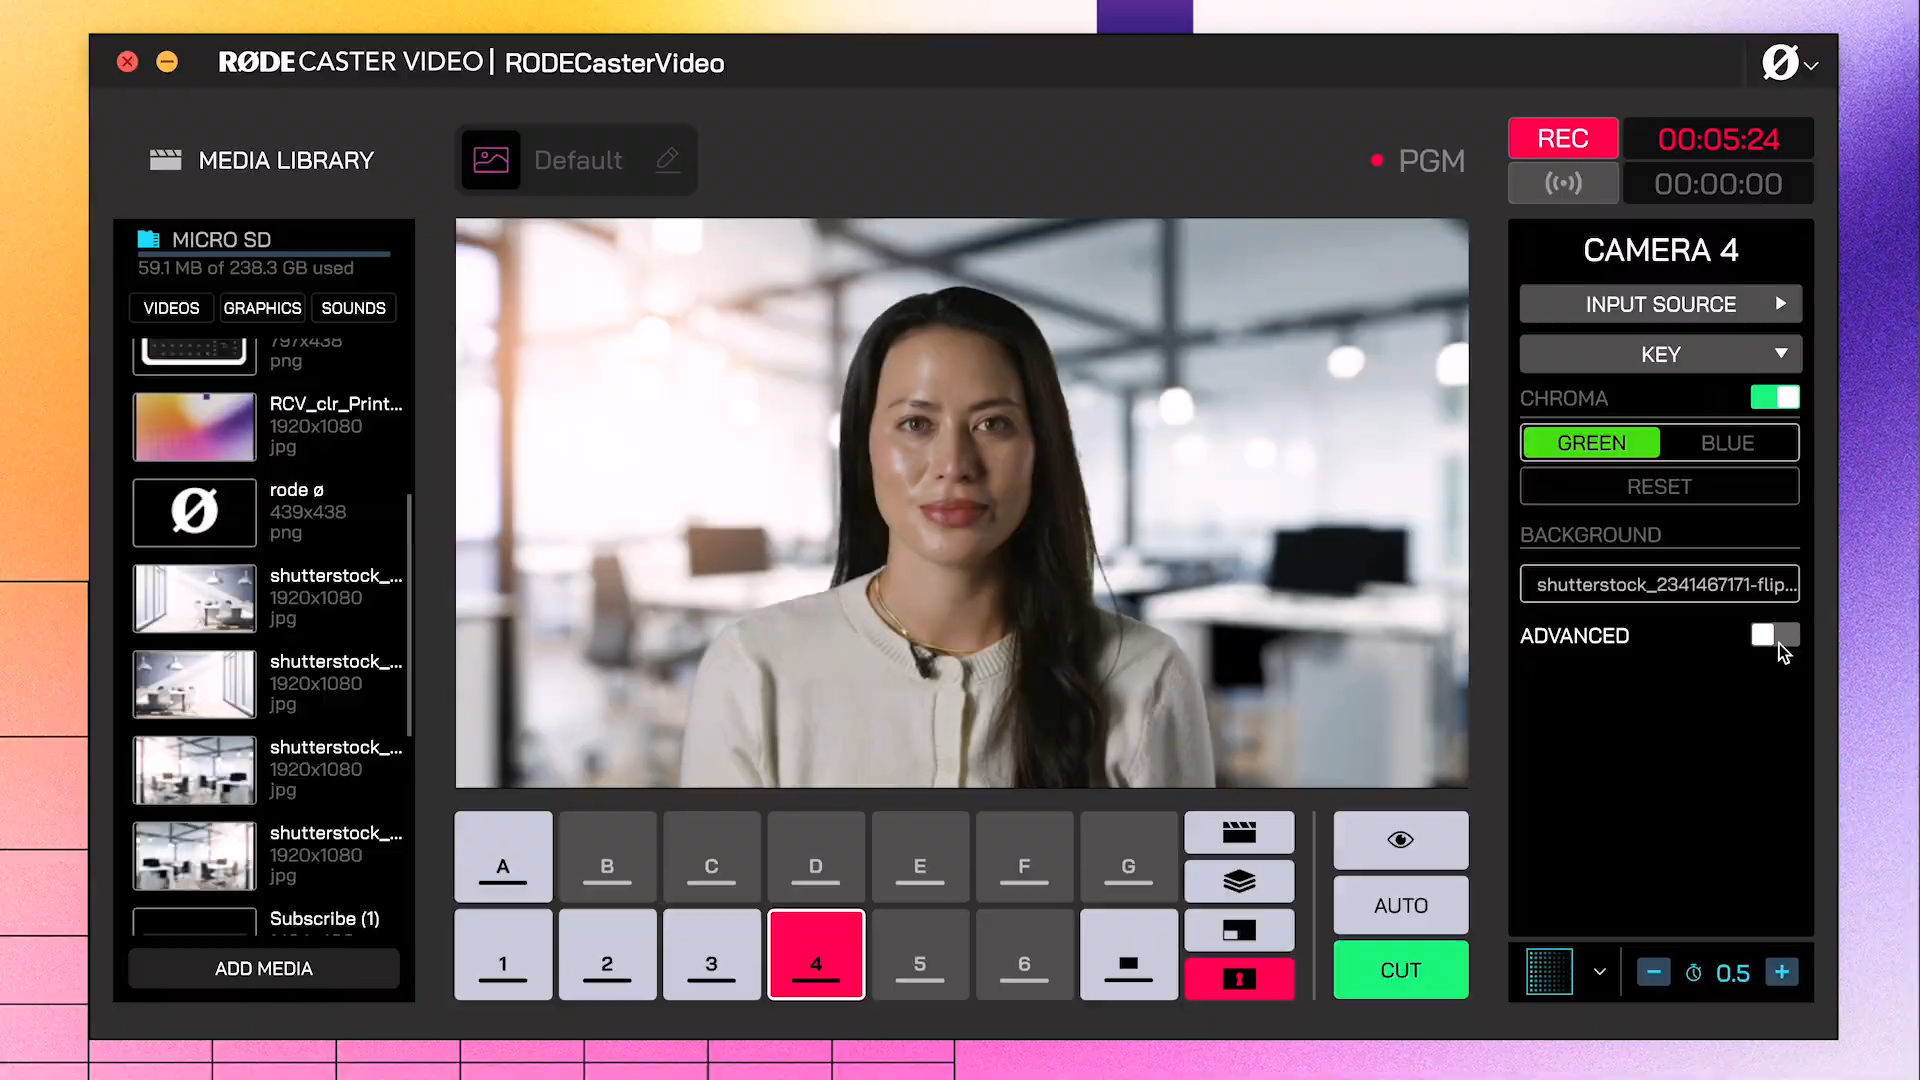 RØDECASTER VIDEO | RODECasterVideo
MEDIA LIBRARY
Default
PGM
REC
00:05:24
00:00:00
MICRO SD
59.1 MB of 238.3 GB used
VIDEOS
GRAPHICS
SOUNDS
797x438
png
RCV_clr_Print...
1920x1080
jpg
rode ø
439x438
png
shutterstock_...
1920x1080
jpg
shutterstock_...
1920x1080
jpg
shutterstock_...
1920x1080
jpg
shutterstock_...
1920x1080
jpg
Subscribe (1)
ADD MEDIA
A
B
C
D
E
F
G
1
2
3
4
5
6
AUTO
CUT
CAMERA 4
INPUT SOURCE
KEY
CHROMA
GREEN
BLUE
RESET
BACKGROUND
shutterstock_2341467171-flip...
ADVANCED
0.5